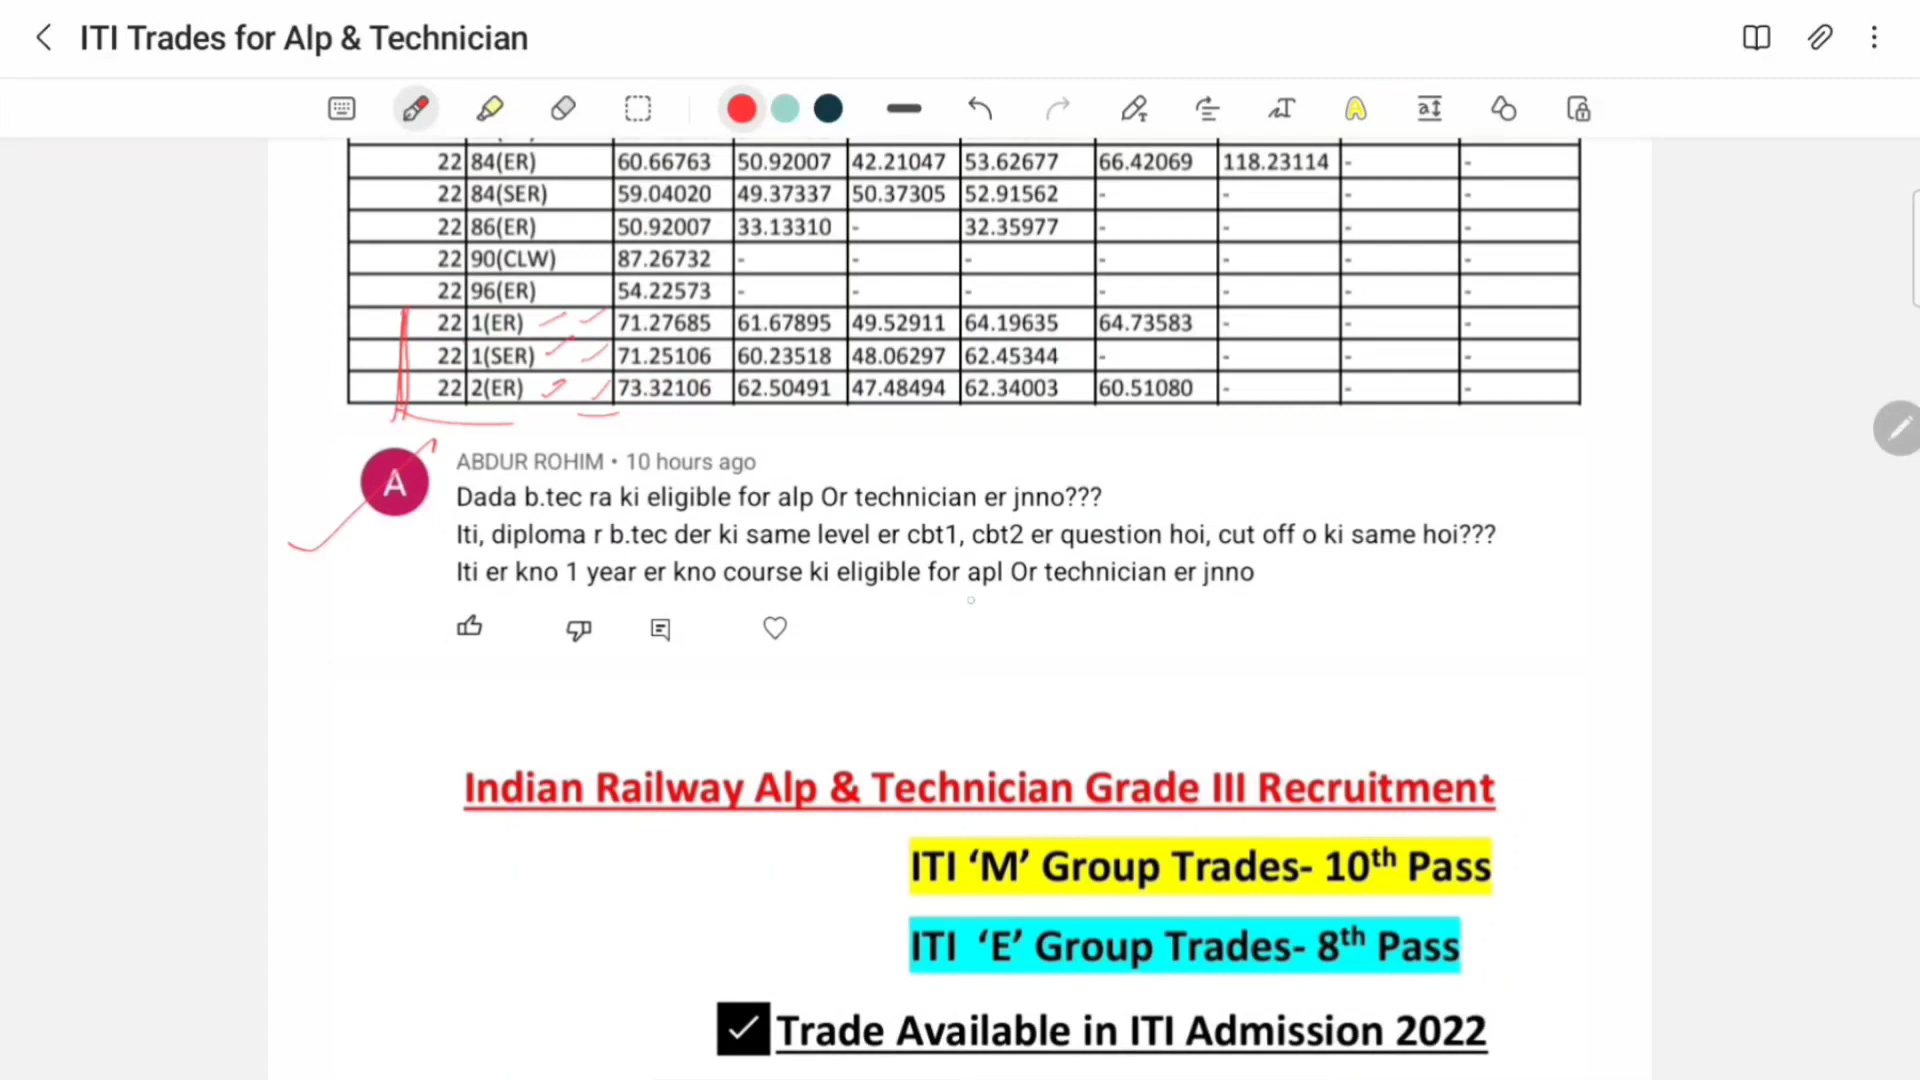 ITI Trades for Alp & Technician
22 84(ER) 60.66763 50.92007 42.21047 53.62677 66.42069 118.23114 - -
22 84(SER) 59.04020 49.37337 50.37305 52.91562 - - - -
22 86(ER) 50.92007 33.13310 - 32.35977 - - - -
22 90(CLW) 87.26732 - - - - - - -
22 96(ER) 54.22573 - - - - - - -
22 1(ER) 71.27685 61.67895 49.52911 64.19635 64.73583 - - -
22 1(SER) 71.25106 60.23518 48.06297 62.45344 - - - -
22 2(ER) 73.32106 62.50491 47.48494 62.34003 60.51080 - - -
A
ABDUR ROHIM • 10 hours ago
Dada b.tec ra ki eligible for alp Or technician er jnno???
Iti, diploma r b.tec der ki same level er cbt1, cbt2 er question hoi, cut off o ki same hoi???
Iti er kno 1 year er kno course ki eligible for apl Or technician er jnno
Indian Railway Alp & Technician Grade III Recruitment
ITI ‘M’ Group Trades- 10th Pass
ITI ‘E’ Group Trades- 8th Pass
Trade Available in ITI Admission 2022